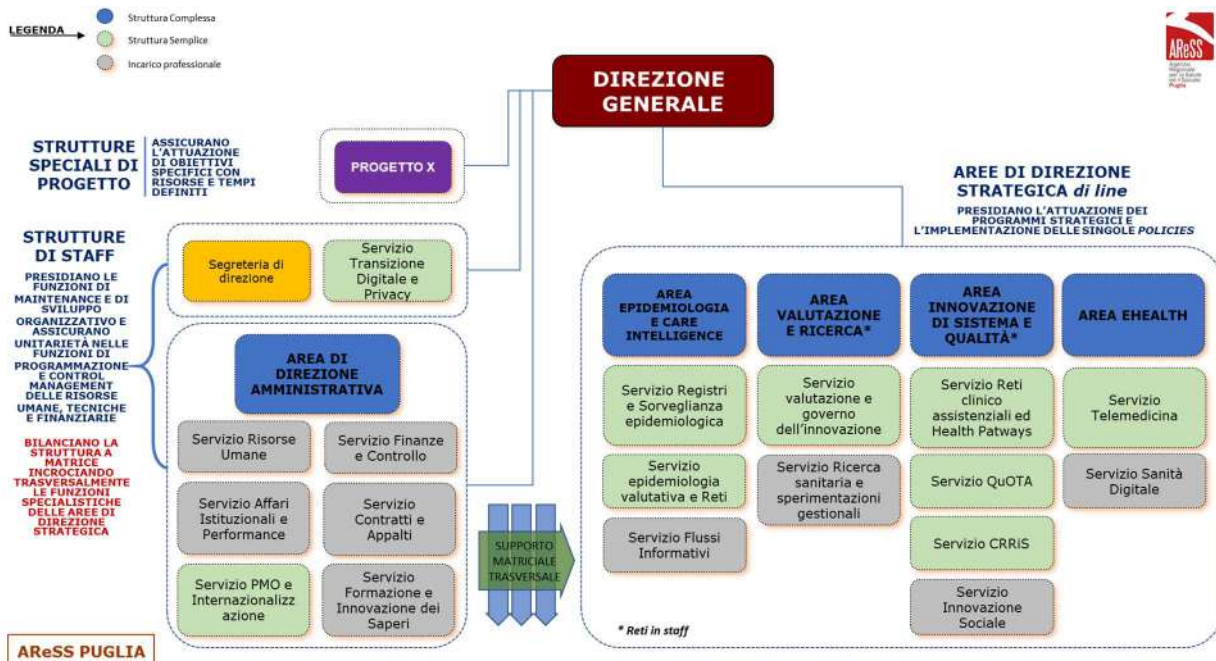 LEGENDA
Struttura Complessa
Struttura Semplice
Incarico professionale
DIREZIONE
GENERALE
AReSS
Agenzia
Regionale
per la Salute
ed il Sociale
Puglia
STRUTTURE
SPECIALI DI
PROGETTO
ASSICURANO
L'ATTUAZIONE
DI OBIETTIVI
SPECIFICI CON
RISORSE E TEMPI
DEFINITI
PROGETTO X
AREE DI DIREZIONE
STRATEGICA di line
PRESIDIANO L'ATTUAZIONE DEI
PROGRAMMI STRATEGICI E
L'IMPLEMENTAZIONE DELLE SINGOLE POLICIES
STRUTTURE
DI STAFF
PRESIDIANO LE
FUNZIONI DI
MAINTENANCE E DI
SVILUPPO
ORGANIZZATIVO E
ASSICURANO
UNITARIETÀ NELLE
FUNZIONI DI
PROGRAMMAZIONE
E CONTROL
MANAGEMENT
DELLE RISORSE
UMANE, TECNICHE
E FINANZIARIE
BILANCIANO LA
STRUTTURA A
MATRICE
INCROCIANDO
TRASVERSALMENTE
LE FUNZIONI
SPECIALISTICHE
DELLE AREE DI
DIREZIONE
STRATEGICA
Segreteria di
direzione
Servizio
Transizione
Digitale e
Privacy
AREA DI
DIREZIONE
AMMINISTRATIVA
Servizio Risorse
Umane
Servizio Finanze
e Controllo
Servizio Affari
Istituzionali e
Performance
Servizio
Contratti e
Appalti
Servizio PMO e
Internazionalizz
azione
Servizio
Formazione e
Innovazione dei
Saperi
SUPPORTO
MATRICIALE
TRASVERSALE
AREA
EPIDEMIOLOGIA
E CARE
INTELLIGENCE
Servizio Registri
e Sorveglianza
epidemiologica
Servizio
epidemiologia
valutativa e Reti
Servizio Flussi
Informativi
AREA
VALUTAZIONE
E RICERCA*
Servizio
valutazione e
governo
dell'innovazione
Servizio Ricerca
sanitaria e
sperimentazioni
gestionali
AREA
INNOVAZIONE
DI SISTEMA E
QUALITÀ*
Servizio Reti
clinico
assistenziali ed
Health Patways
Servizio QuOTA
Servizio CRRiS
Servizio
Innovazione
Sociale
AREA EHEALTH
Servizio
Telemedicina
Servizio Sanità
Digitale
* Reti in staff
AReSS PUGLIA